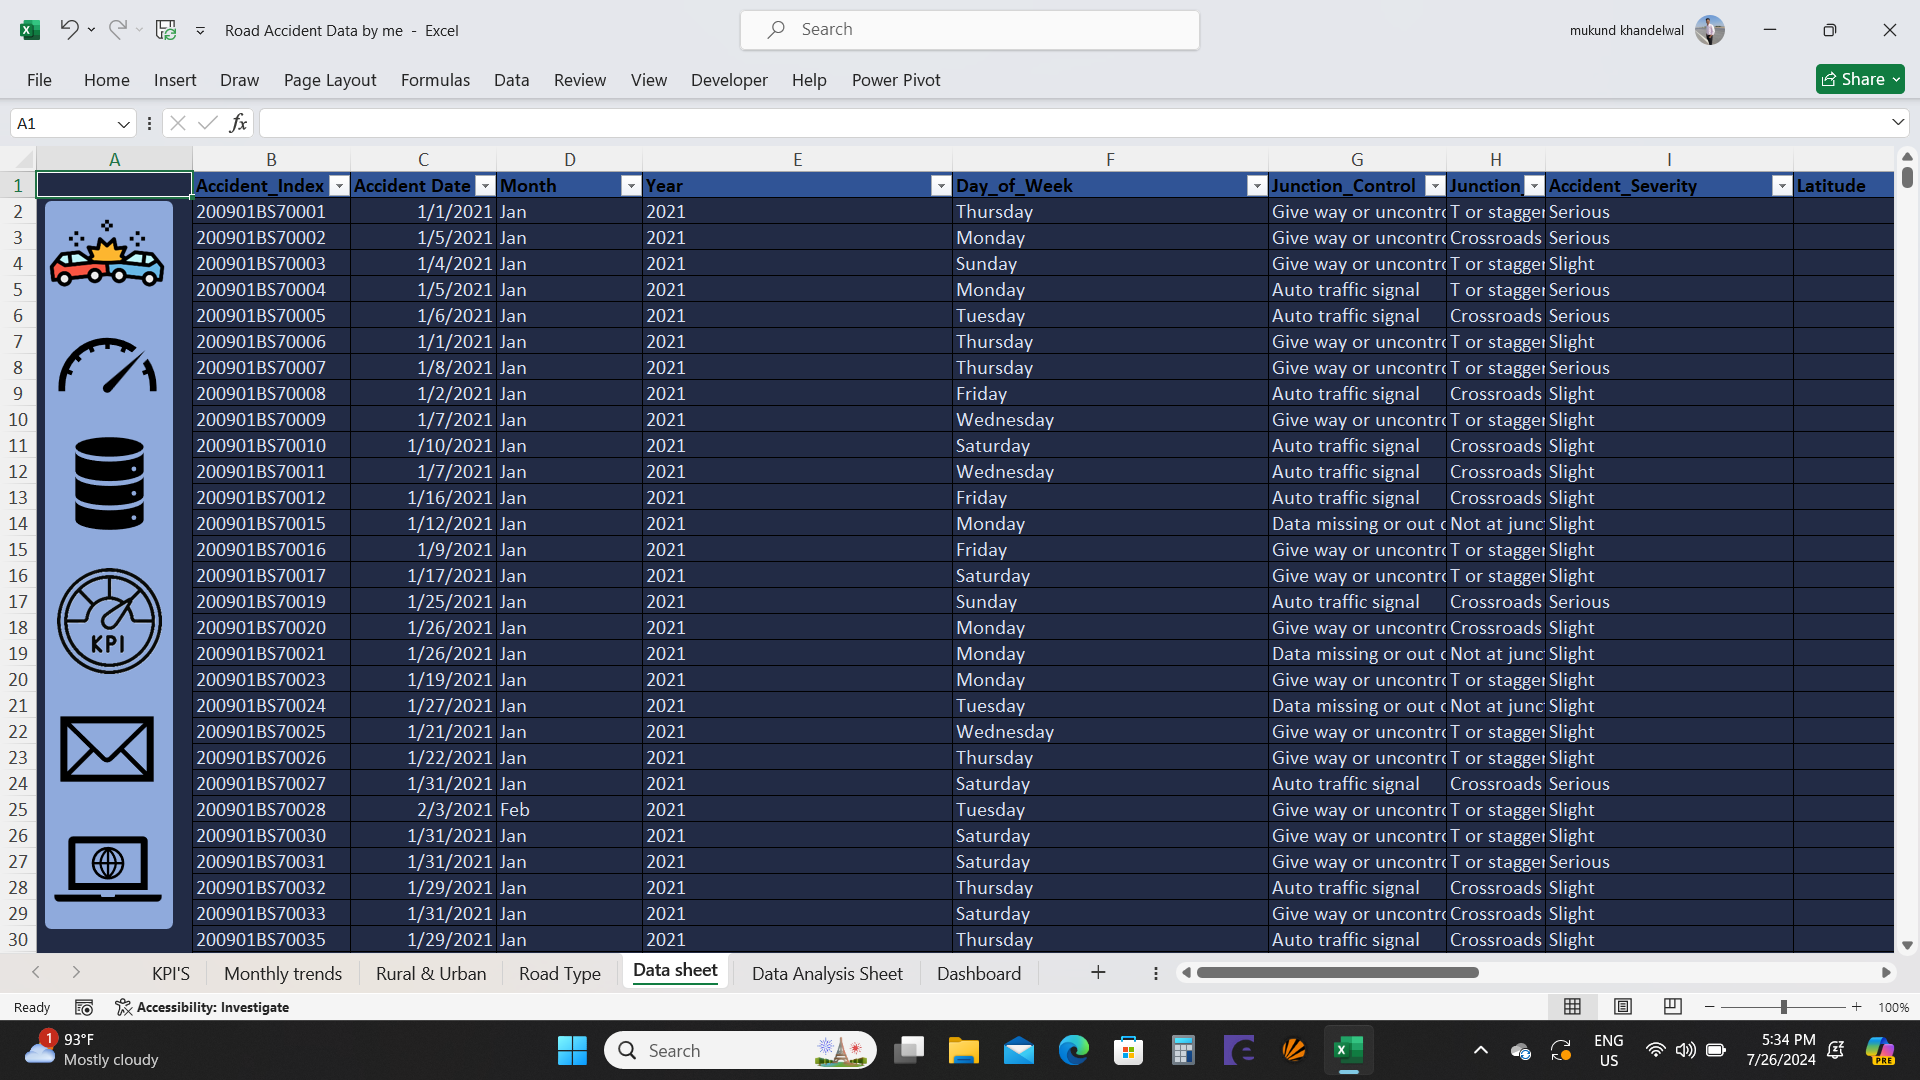 Road Accident Data by me - Excel
Search
mukund khandelwal
File Home Insert Draw Page Layout Formulas Data Review View Developer Help Power Pivot
Share
A1
fx
A B C D E F G H I
1 Accident_Index Accident Date Month Year Day_of_Week Junction_Control Junction_ Accident_Severity Latitude
2 200901BS70001 1/1/2021 Jan 2021 Thursday Give way or uncontro T or stagger Serious
3 200901BS70002 1/5/2021 Jan 2021 Monday Give way or uncontro Crossroads Serious
4 200901BS70003 1/4/2021 Jan 2021 Sunday Give way or uncontro T or stagger Slight
5 200901BS70004 1/5/2021 Jan 2021 Monday Auto traffic signal T or stagger Serious
6 200901BS70005 1/6/2021 Jan 2021 Tuesday Auto traffic signal Crossroads Serious
7 200901BS70006 1/1/2021 Jan 2021 Thursday Give way or uncontro T or stagger Slight
8 200901BS70007 1/8/2021 Jan 2021 Thursday Give way or uncontro T or stagger Serious
9 200901BS70008 1/2/2021 Jan 2021 Friday Auto traffic signal Crossroads Slight
10 200901BS70009 1/7/2021 Jan 2021 Wednesday Give way or uncontro T or stagger Slight
11 200901BS70010 1/10/2021 Jan 2021 Saturday Auto traffic signal Crossroads Slight
12 200901BS70011 1/7/2021 Jan 2021 Wednesday Auto traffic signal Crossroads Slight
13 200901BS70012 1/16/2021 Jan 2021 Friday Auto traffic signal Crossroads Slight
14 200901BS70015 1/12/2021 Jan 2021 Monday Data missing or out o Not at junct Slight
15 200901BS70016 1/9/2021 Jan 2021 Friday Give way or uncontro T or stagger Slight
16 200901BS70017 1/17/2021 Jan 2021 Saturday Give way or uncontro T or stagger Slight
17 200901BS70019 1/25/2021 Jan 2021 Sunday Auto traffic signal Crossroads Serious
18 200901BS70020 1/26/2021 Jan 2021 Monday Give way or uncontro Crossroads Slight
KPI
19 200901BS70021 1/26/2021 Jan 2021 Monday Data missing or out o Not at junct Slight
20 200901BS70023 1/19/2021 Jan 2021 Monday Give way or uncontro T or stagger Slight
21 200901BS70024 1/27/2021 Jan 2021 Tuesday Data missing or out o Not at junct Slight
22 200901BS70025 1/21/2021 Jan 2021 Wednesday Give way or uncontro T or stagger Slight
23 200901BS70026 1/22/2021 Jan 2021 Thursday Give way or uncontro T or stagger Slight
24 200901BS70027 1/31/2021 Jan 2021 Saturday Auto traffic signal Crossroads Serious
25 200901BS70028 2/3/2021 Feb 2021 Tuesday Give way or uncontro T or stagger Slight
26 200901BS70030 1/31/2021 Jan 2021 Saturday Give way or uncontro T or stagger Slight
27 200901BS70031 1/31/2021 Jan 2021 Saturday Give way or uncontro T or stagger Serious
28 200901BS70032 1/29/2021 Jan 2021 Thursday Auto traffic signal Crossroads Slight
29 200901BS70033 1/31/2021 Jan 2021 Saturday Give way or uncontro Crossroads Slight
30 200901BS70035 1/29/2021 Jan 2021 Thursday Auto traffic signal Crossroads Slight
KPI'S Monthly trends Rural & Urban Road Type Data sheet Data Analysis Sheet Dashboard
Ready Accessibility: Investigate 100%
1 93°F
Mostly cloudy
Search
ENG
US
5:34 PM
7/26/2024
PRE